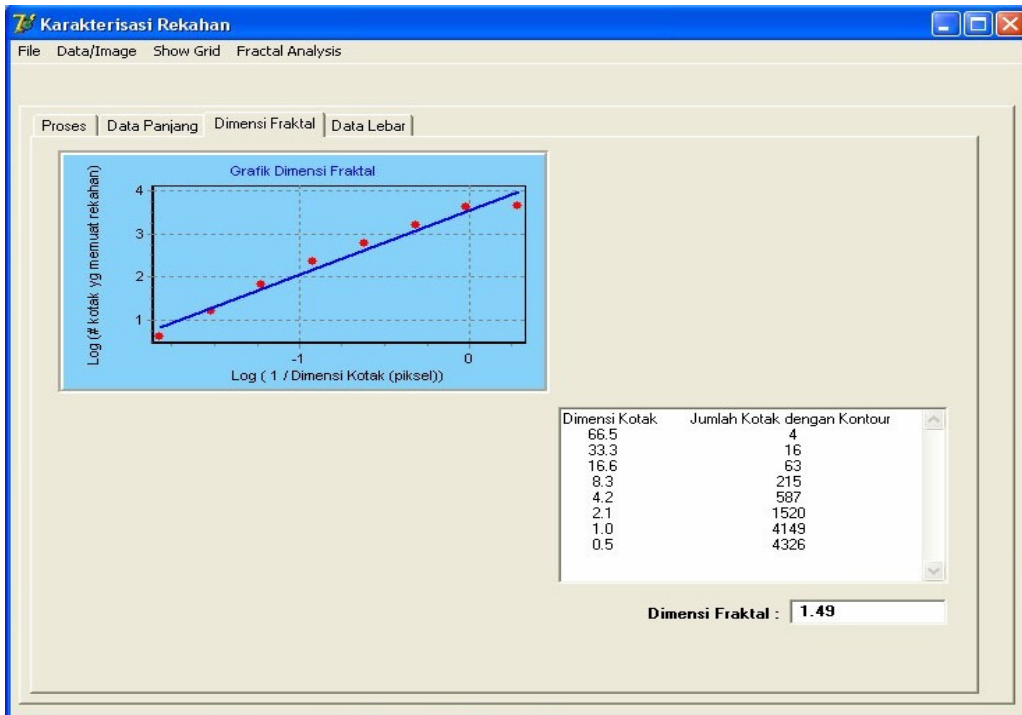 Karakterisasi Rekahan
File Data/Image Show Grid Fractal Analysis
Proses Data Panjang Dimensi Fraktal Data Lebar
Grafik Dimensi Fraktal
Log (# kotak yg memuat rekahan)
4
3
2
1
-1 0
Log ( 1 / Dimensi Kotak (piksel))
Dimensi Kotak Jumlah Kotak dengan Kontour
66.5 4
33.3 16
16.6 63
8.3 215
4.2 587
2.1 1520
1.0 4149
0.5 4326
Dimensi Fraktal : 1.49